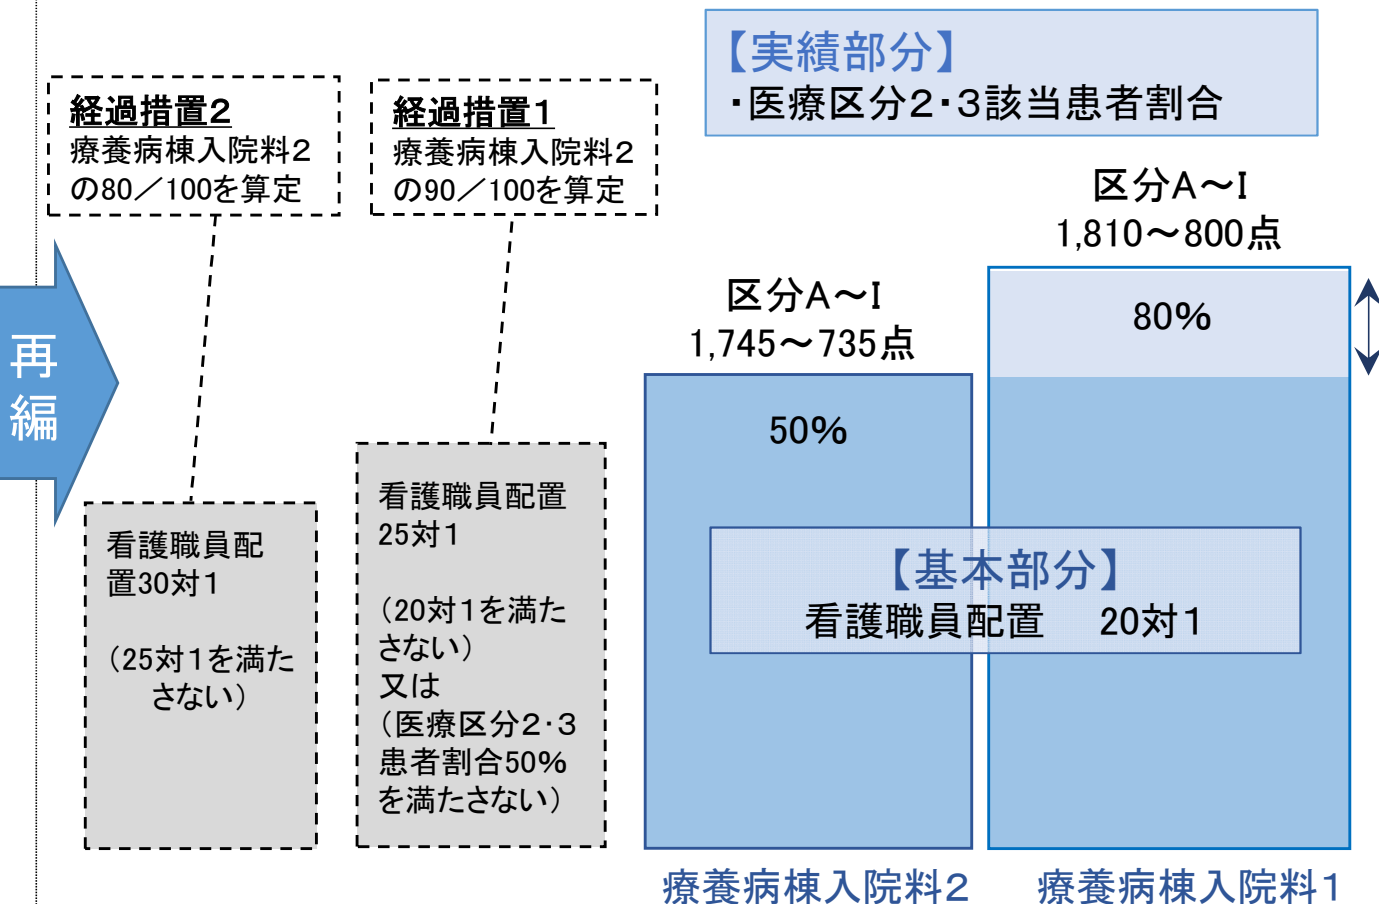 【実績部分】
・医療区分2・3該当患者割合
経過措置2
療養病棟入院料2
の80／100を算定
経過措置1
療養病棟入院料2
の90／100を算定
区分A～I
1,810～800点
区分A～I
1,745～735点
80%
50%
再
編
看護職員配
置30対1
（25対1を満た
さない）
看護職員配置
25対1
（20対1を満た
さない）
又は
（医療区分2・3
患者割合50%
を満たさない）
【基本部分】
看護職員配置　20対1
療養病棟入院料2
療養病棟入院料1